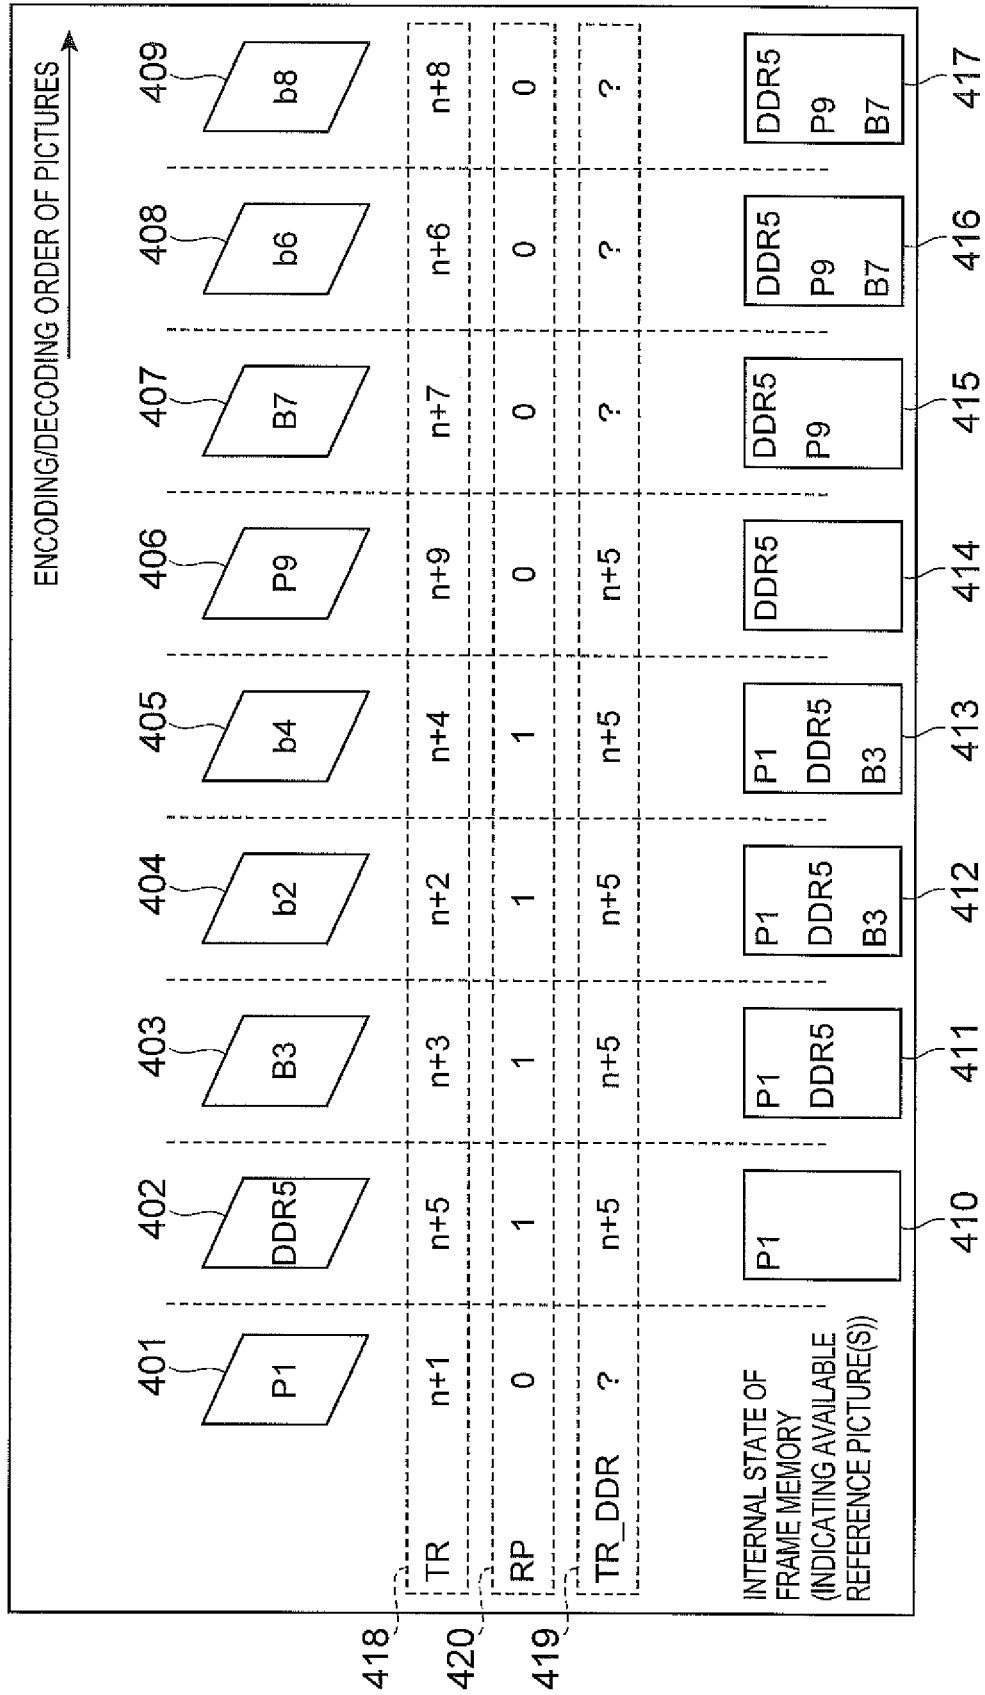 ENCODING/DECODING ORDER OF PICTURES
401 402 403 404 405 406 407 408 409
P1 DDR5 B3 b2 b4 P9 B7 b6 b8
418 TR n+1 n+5 n+3 n+2 n+4 n+9 n+7 n+6 n+8
420 RP 0 1 1 1 1 0 0 0 0
419 TR_DDR ? n+5 n+5 n+5 n+5 n+5 ? ? ?
INTERNAL STATE OF
FRAME MEMORY
(INDICATING AVAILABLE
REFERENCE PICTURE(S))
P1
P1
DDR5
P1
DDR5
B3
P1
DDR5
B3
DDR5
DDR5
P9
DDR5
P9
B7
DDR5
P9
B7
410 411 412 413 414 415 416 417